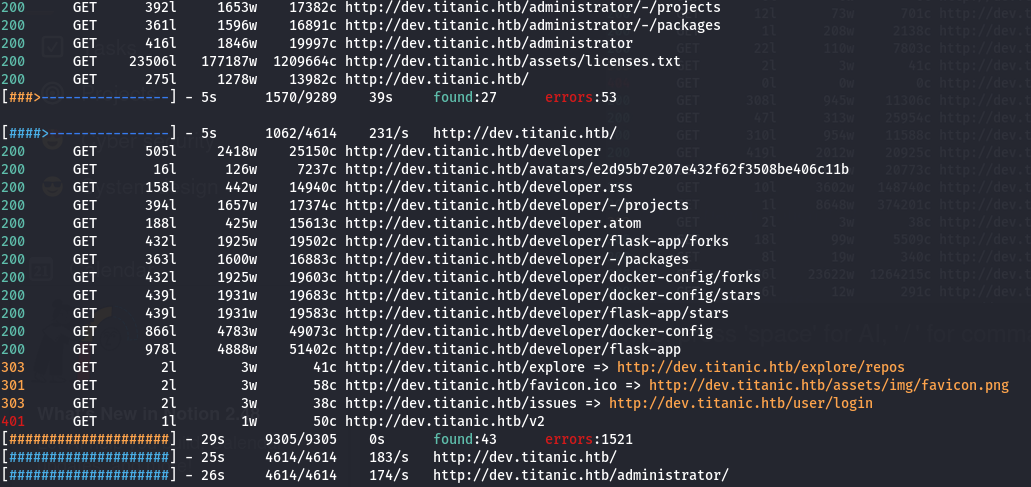 200 GET 392l 1653w 17382c http://dev.titanic.htb/administrator/-/projects
200 GET 361l 1596w 16891c http://dev.titanic.htb/administrator/-/packages
200 GET 416l 1846w 19997c http://dev.titanic.htb/administrator
200 GET 23506l 177187w 1209664c http://dev.titanic.htb/assets/licenses.txt
200 GET 275l 1278w 13982c http://dev.titanic.htb/
[###>----------------] - 5s 1570/9289 39s found:27 errors:53
[####>---------------] - 5s 1062/4614 231/s http://dev.titanic.htb/
200 GET 505l 2418w 25150c http://dev.titanic.htb/developer
200 GET 16l 126w 7237c http://dev.titanic.htb/avatars/e2d95b7e207e432f62f3508be406c11b
200 GET 158l 442w 14940c http://dev.titanic.htb/developer.rss
200 GET 394l 1657w 17374c http://dev.titanic.htb/developer/-/projects
200 GET 188l 425w 15613c http://dev.titanic.htb/developer.atom
200 GET 432l 1925w 19502c http://dev.titanic.htb/developer/flask-app/forks
200 GET 363l 1600w 16883c http://dev.titanic.htb/developer/-/packages
200 GET 432l 1925w 19603c http://dev.titanic.htb/developer/docker-config/forks
200 GET 439l 1931w 19683c http://dev.titanic.htb/developer/docker-config/stars
200 GET 439l 1931w 19583c http://dev.titanic.htb/developer/flask-app/stars
200 GET 866l 4783w 49073c http://dev.titanic.htb/developer/docker-config
200 GET 978l 4888w 51402c http://dev.titanic.htb/developer/flask-app
303 GET 2l 3w 41c http://dev.titanic.htb/explore => http://dev.titanic.htb/explore/repos
301 GET 2l 3w 58c http://dev.titanic.htb/favicon.ico => http://dev.titanic.htb/assets/img/favicon.png
303 GET 2l 3w 38c http://dev.titanic.htb/issues => http://dev.titanic.htb/user/login
401 GET 1l 1w 50c http://dev.titanic.htb/v2
[####################] - 29s 9305/9305 0s found:43 errors:1521
[####################] - 25s 4614/4614 183/s http://dev.titanic.htb/
[####################] - 26s 4614/4614 174/s http://dev.titanic.htb/administrator/